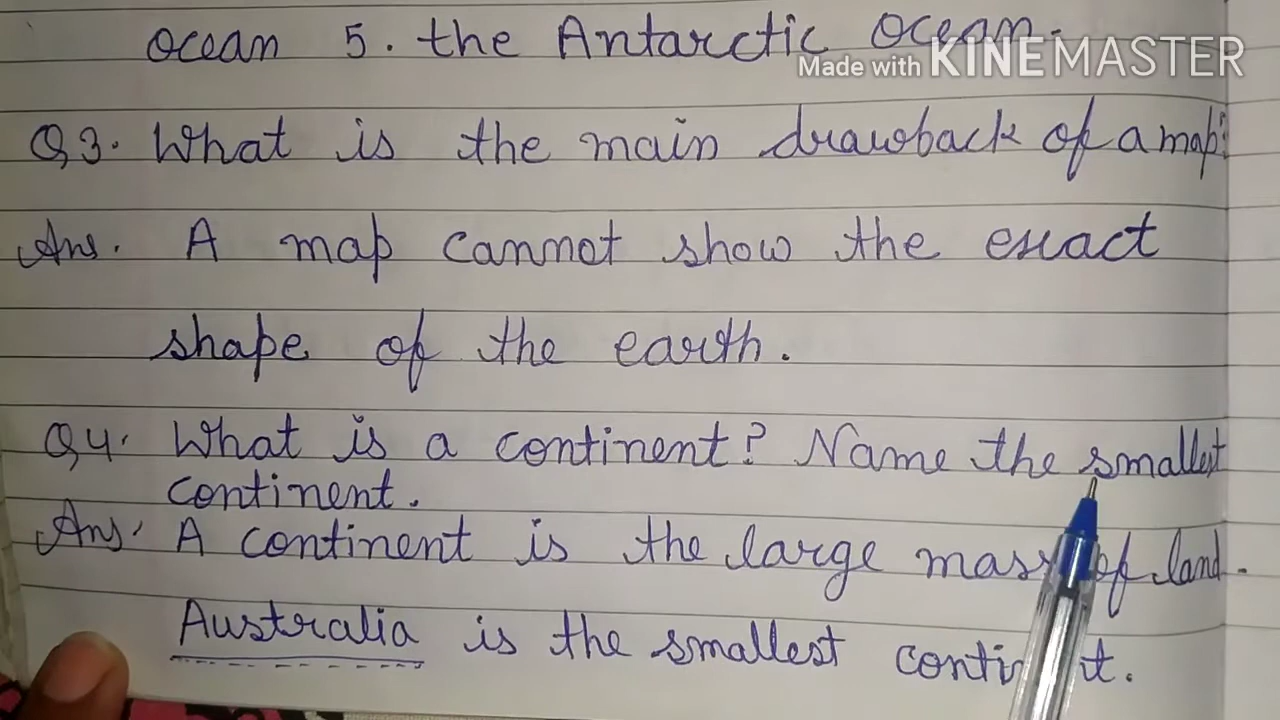 Ocean 5. the Antarctic Ocean.
Made with KINEMASTER
Q3. What is the main drawback of a map?
Ans. A map cannot show the exact
shape of the earth.
Q4. What is a continent? Name the smallest
continent.
Ans. A continent is the large mass of land.
Australia is the smallest continent.